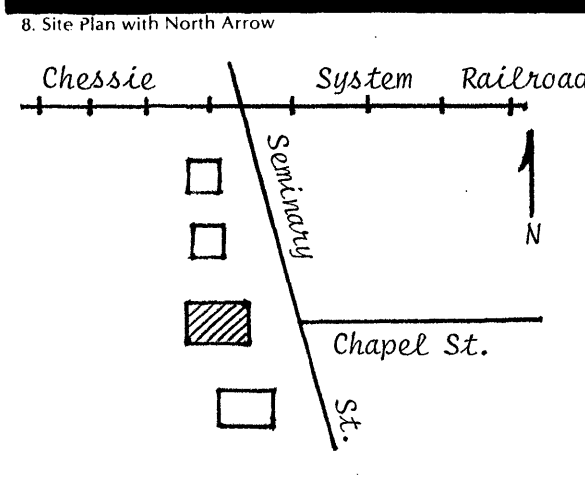 8. Site Plan with North Arrow
Chessie System Railroad
Seminary St.
N
Chapel St.